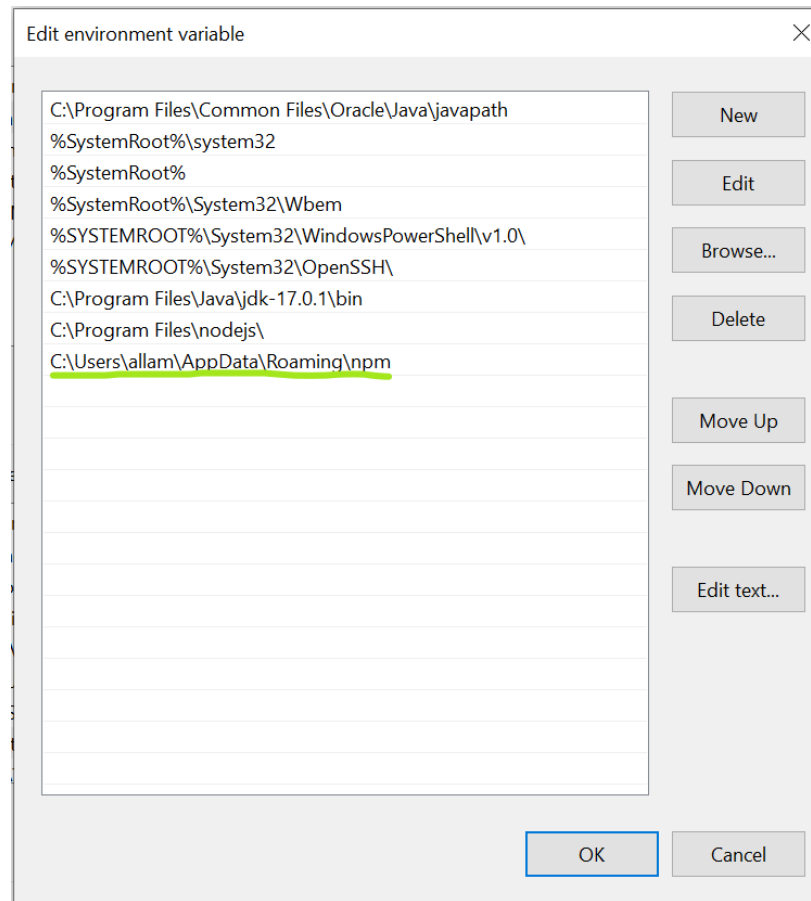 Edit environment variable
C:\Program Files\Common Files\Oracle\Java\javapath
%SystemRoot%\system32
%SystemRoot%
%SystemRoot%\System32\Wbem
%SYSTEMROOT%\System32\WindowsPowerShell\v1.0\
%SYSTEMROOT%\System32\OpenSSH\
C:\Program Files\Java\jdk-17.0.1\bin
C:\Program Files\nodejs\
C:\Users\allam\AppData\Roaming\npm
New
Edit
Browse...
Delete
Move Up
Move Down
Edit text...
OK
Cancel